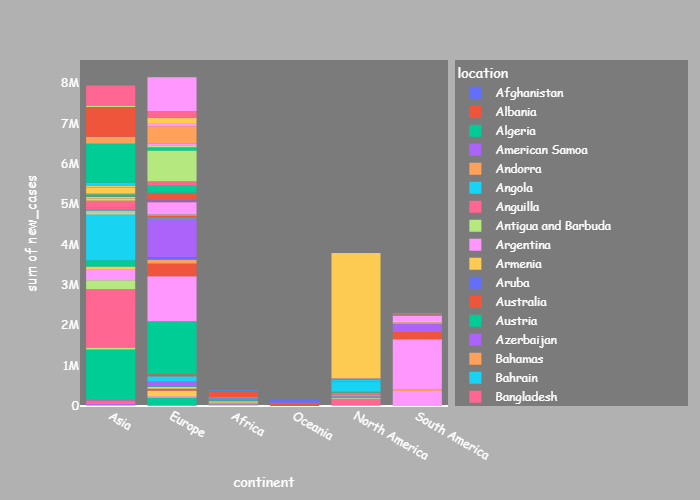 location
Afghanistan
Albania
Algeria
American Samoa
Andorra
Angola
Anguilla
Antigua and Barbuda
Argentina
Armenia
Aruba
Australia
Austria
Azerbaijan
Bahamas
Bahrain
Bangladesh
sum of new_cases
8M
7M
6M
5M
4M
3M
2M
1M
0
Asia
Europe
Africa
Oceania
North America
South America
continent